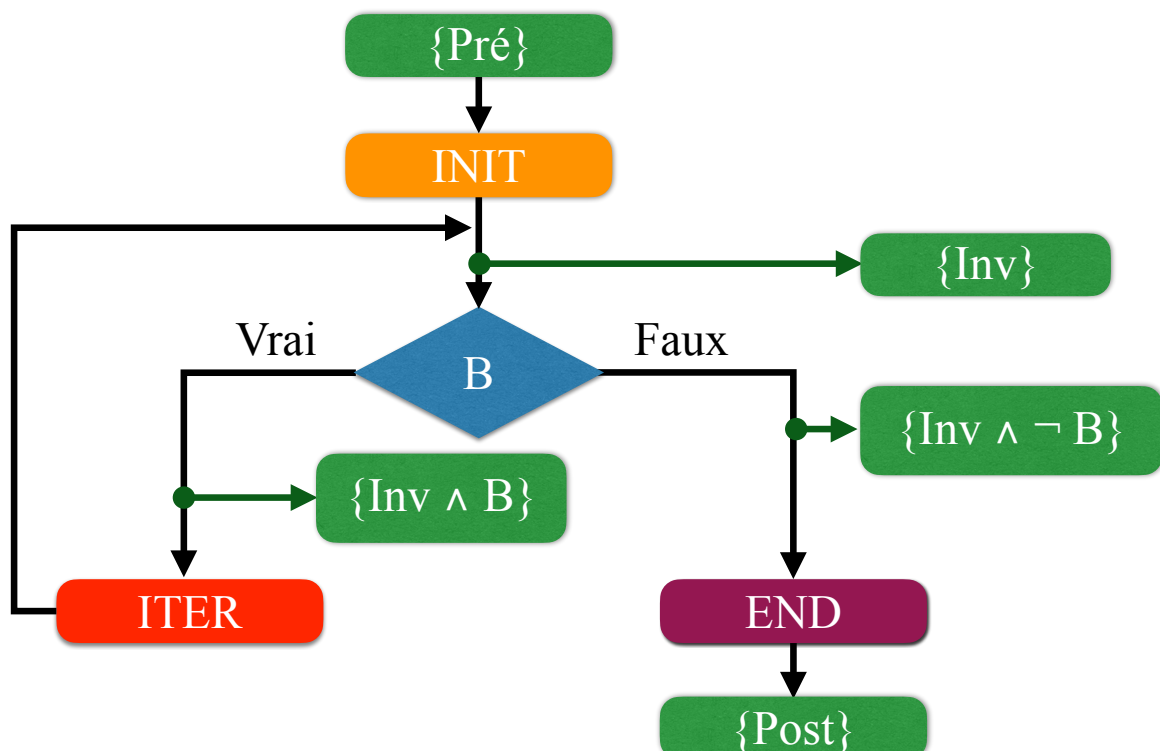 {Pré}
INIT
{Inv}
Vrai
Faux
B
{Inv ∧ ¬ B}
{Inv ∧ B}
ITER
END
{Post}